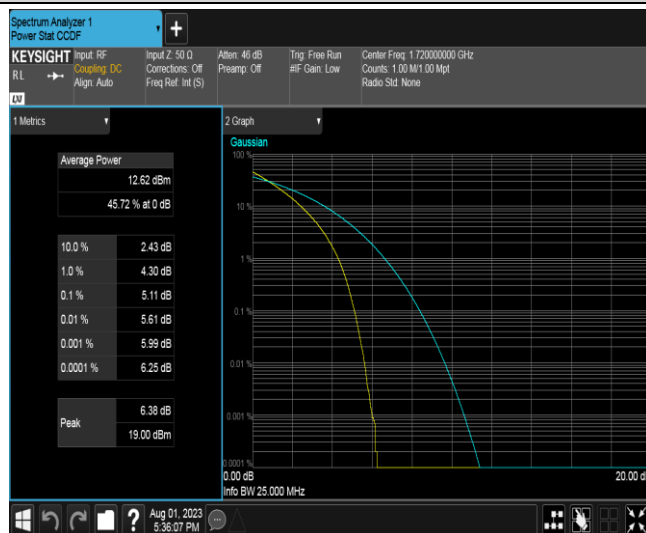 Spectrum Analyzer 1
Power Stat CCDF
+
KEYSIGHT
RL
LXI
Input: RF
Coupling: DC
Align: Auto
Input Z: 50 Ω
Corrections: Off
Freq Ref: Int (S)
Atten: 46 dB
Preamp: Off
Trig: Free Run
#IF Gain: Low
Center Freq: 1.720000000 GHz
Counts: 1.00 M/1.00 Mpt
Radio Std: None
1 Metrics
Average Power
12.62 dBm
45.72 % at 0 dB
10.0 % 2.43 dB
1.0 % 4.30 dB
0.1 % 5.11 dB
0.01 % 5.61 dB
0.001 % 5.99 dB
0.0001 % 6.25 dB
Peak
6.38 dB
19.00 dBm
2 Graph
Gaussian
100 %
10 %
1 %
0.1 %
0.01 %
0.001 %
0.0001 %
0.00 dB
20.00 d
Info BW 25.000 MHz
?
Aug 01, 2023
5:36:07 PM